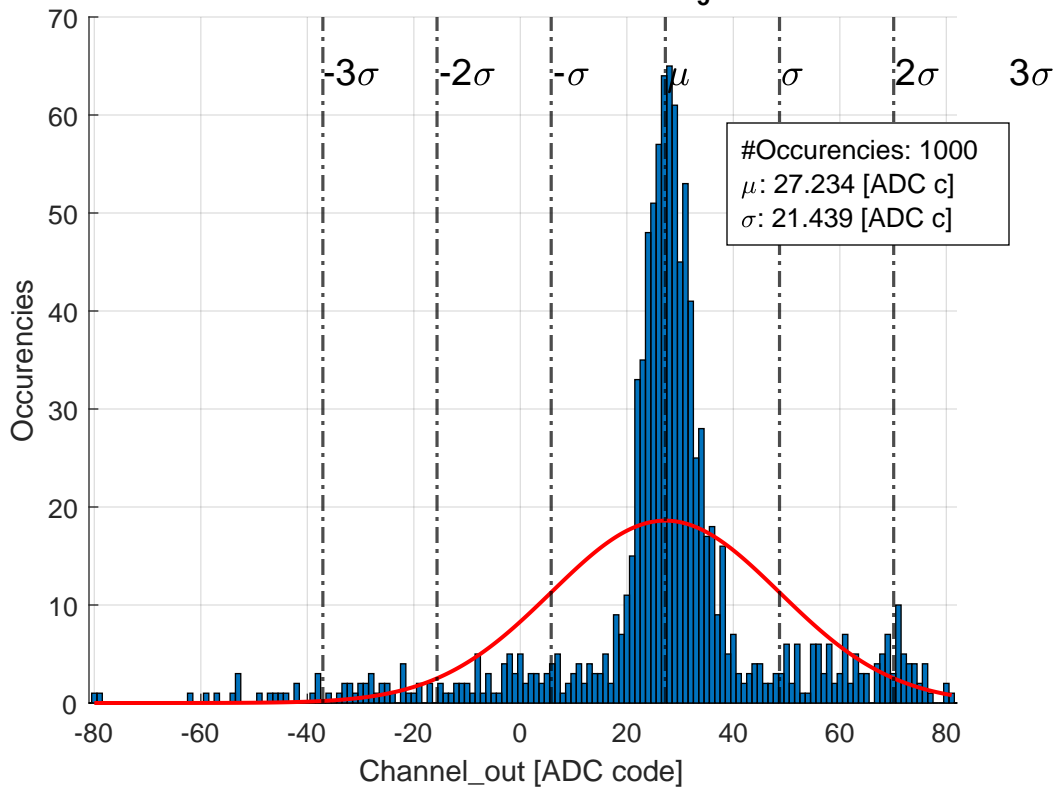 g
70
-3σ -2σ -σ μ σ 2σ 3σ
60
#Occurencies: 1000
μ: 27.234 [ADC c]
σ: 21.439 [ADC c]
50
40
30
20
10
0
Occurencies
-80 -60 -40 -20 0 20 40 60 80
Channel_out [ADC code]